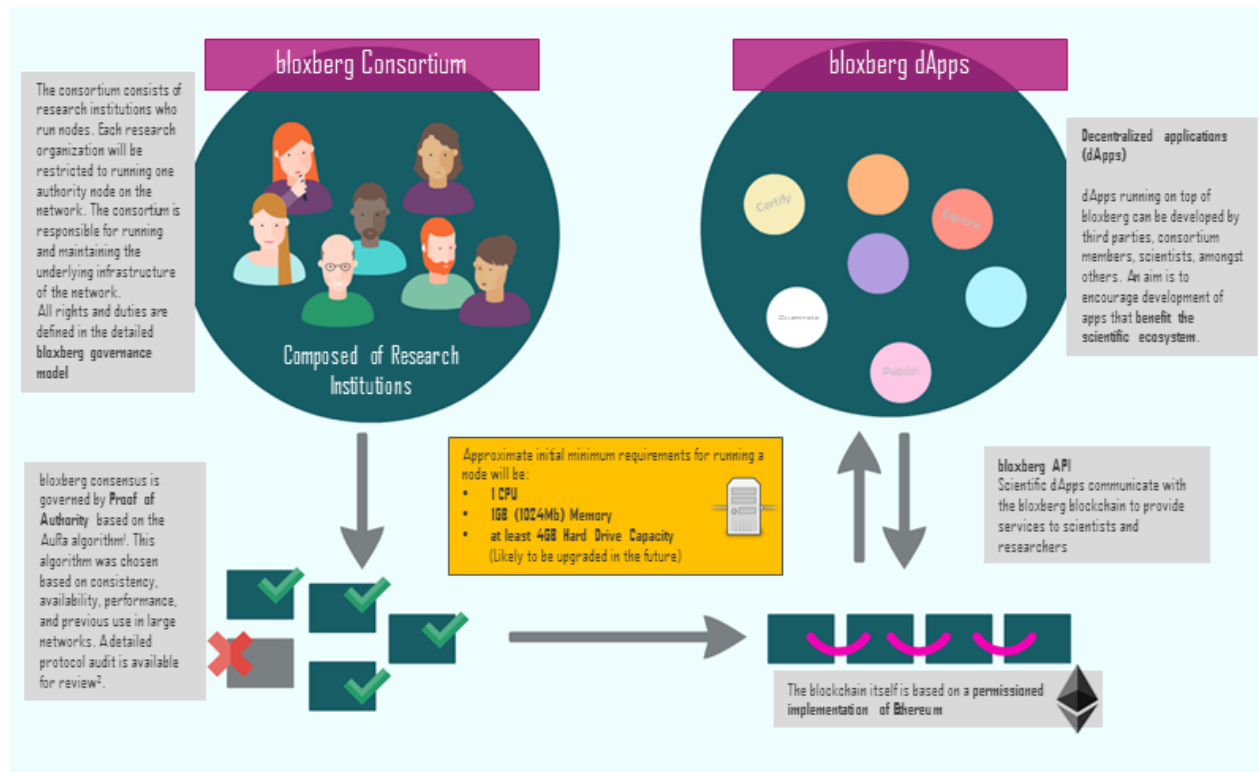 bloxberg Consortium
The consortium consists of
research institutions who
run nodes. Each research
organization will be
restricted to running one
authority node on the
network. The consortium is
responsible for running
and maintaining the
underlying infrastructure
of the network.
All rights and duties are
defined in the detailed
bloxberg governance
model
Composed of Research
Institutions
bloxberg dApps
Certify
Explore
Disseminate
Publish
Decentralized applications
(dApps)
dApps running on top of
bloxberg can be developed by
third parties, consortium
members, scientists, amongst
others. An aim is to
encourage development of
apps that benefit the
scientific ecosystem.
bloxberg consensus is
governed by Proof of
Authority based on the
AuRa algorithm¹. This
algorithm was chosen
based on consistency,
availability, performance,
and previous use in large
networks. A detailed
protocol audit is available
for review².
Approximate initial minimum requirements for running a
node will be:
• 1 CPU
• 1GB (1024Mb) Memory
• at least 4GB Hard Drive Capacity
(Likely to be upgraded in the future)
bloxberg API
Scientific dApps communicate with
the bloxberg blockchain to provide
services to scientists and
researchers
The blockchain itself is based on a permissioned
implementation of Ethereum